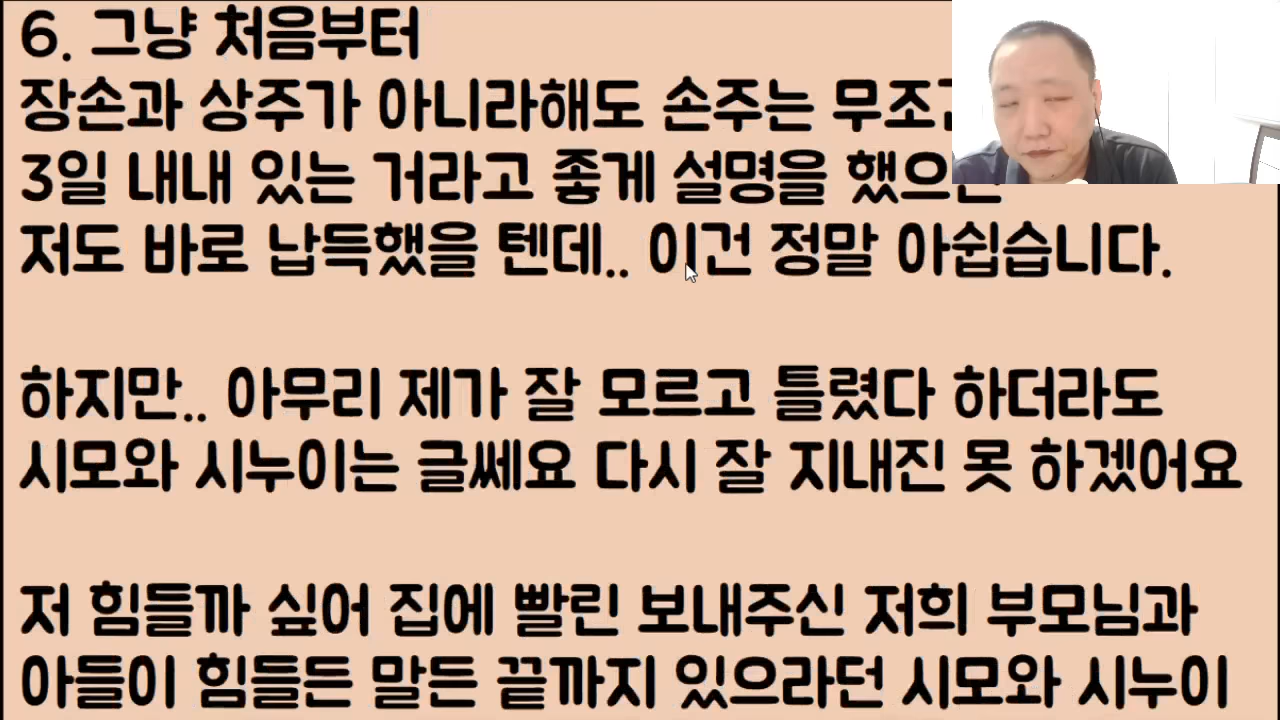 6. 그냥 처음부터
장손과 상주가 아니라해도 손주는
3일 내내 있는 거라고 좋게 설명을
저도 바로 납득했을 텐데.. 이건 정말 아쉽습니다.
하지만.. 아무리 제가 잘 모르고 틀렸다 하더라도
시모와 시누이는 글쎄요 다시 잘 지내진 못 하겠어요
저 힘들까 싶어 집에 빨린 보내주신 저희 부모님과
아들이 힘들든 말든 끝까지 있으라던 시모와 시누이